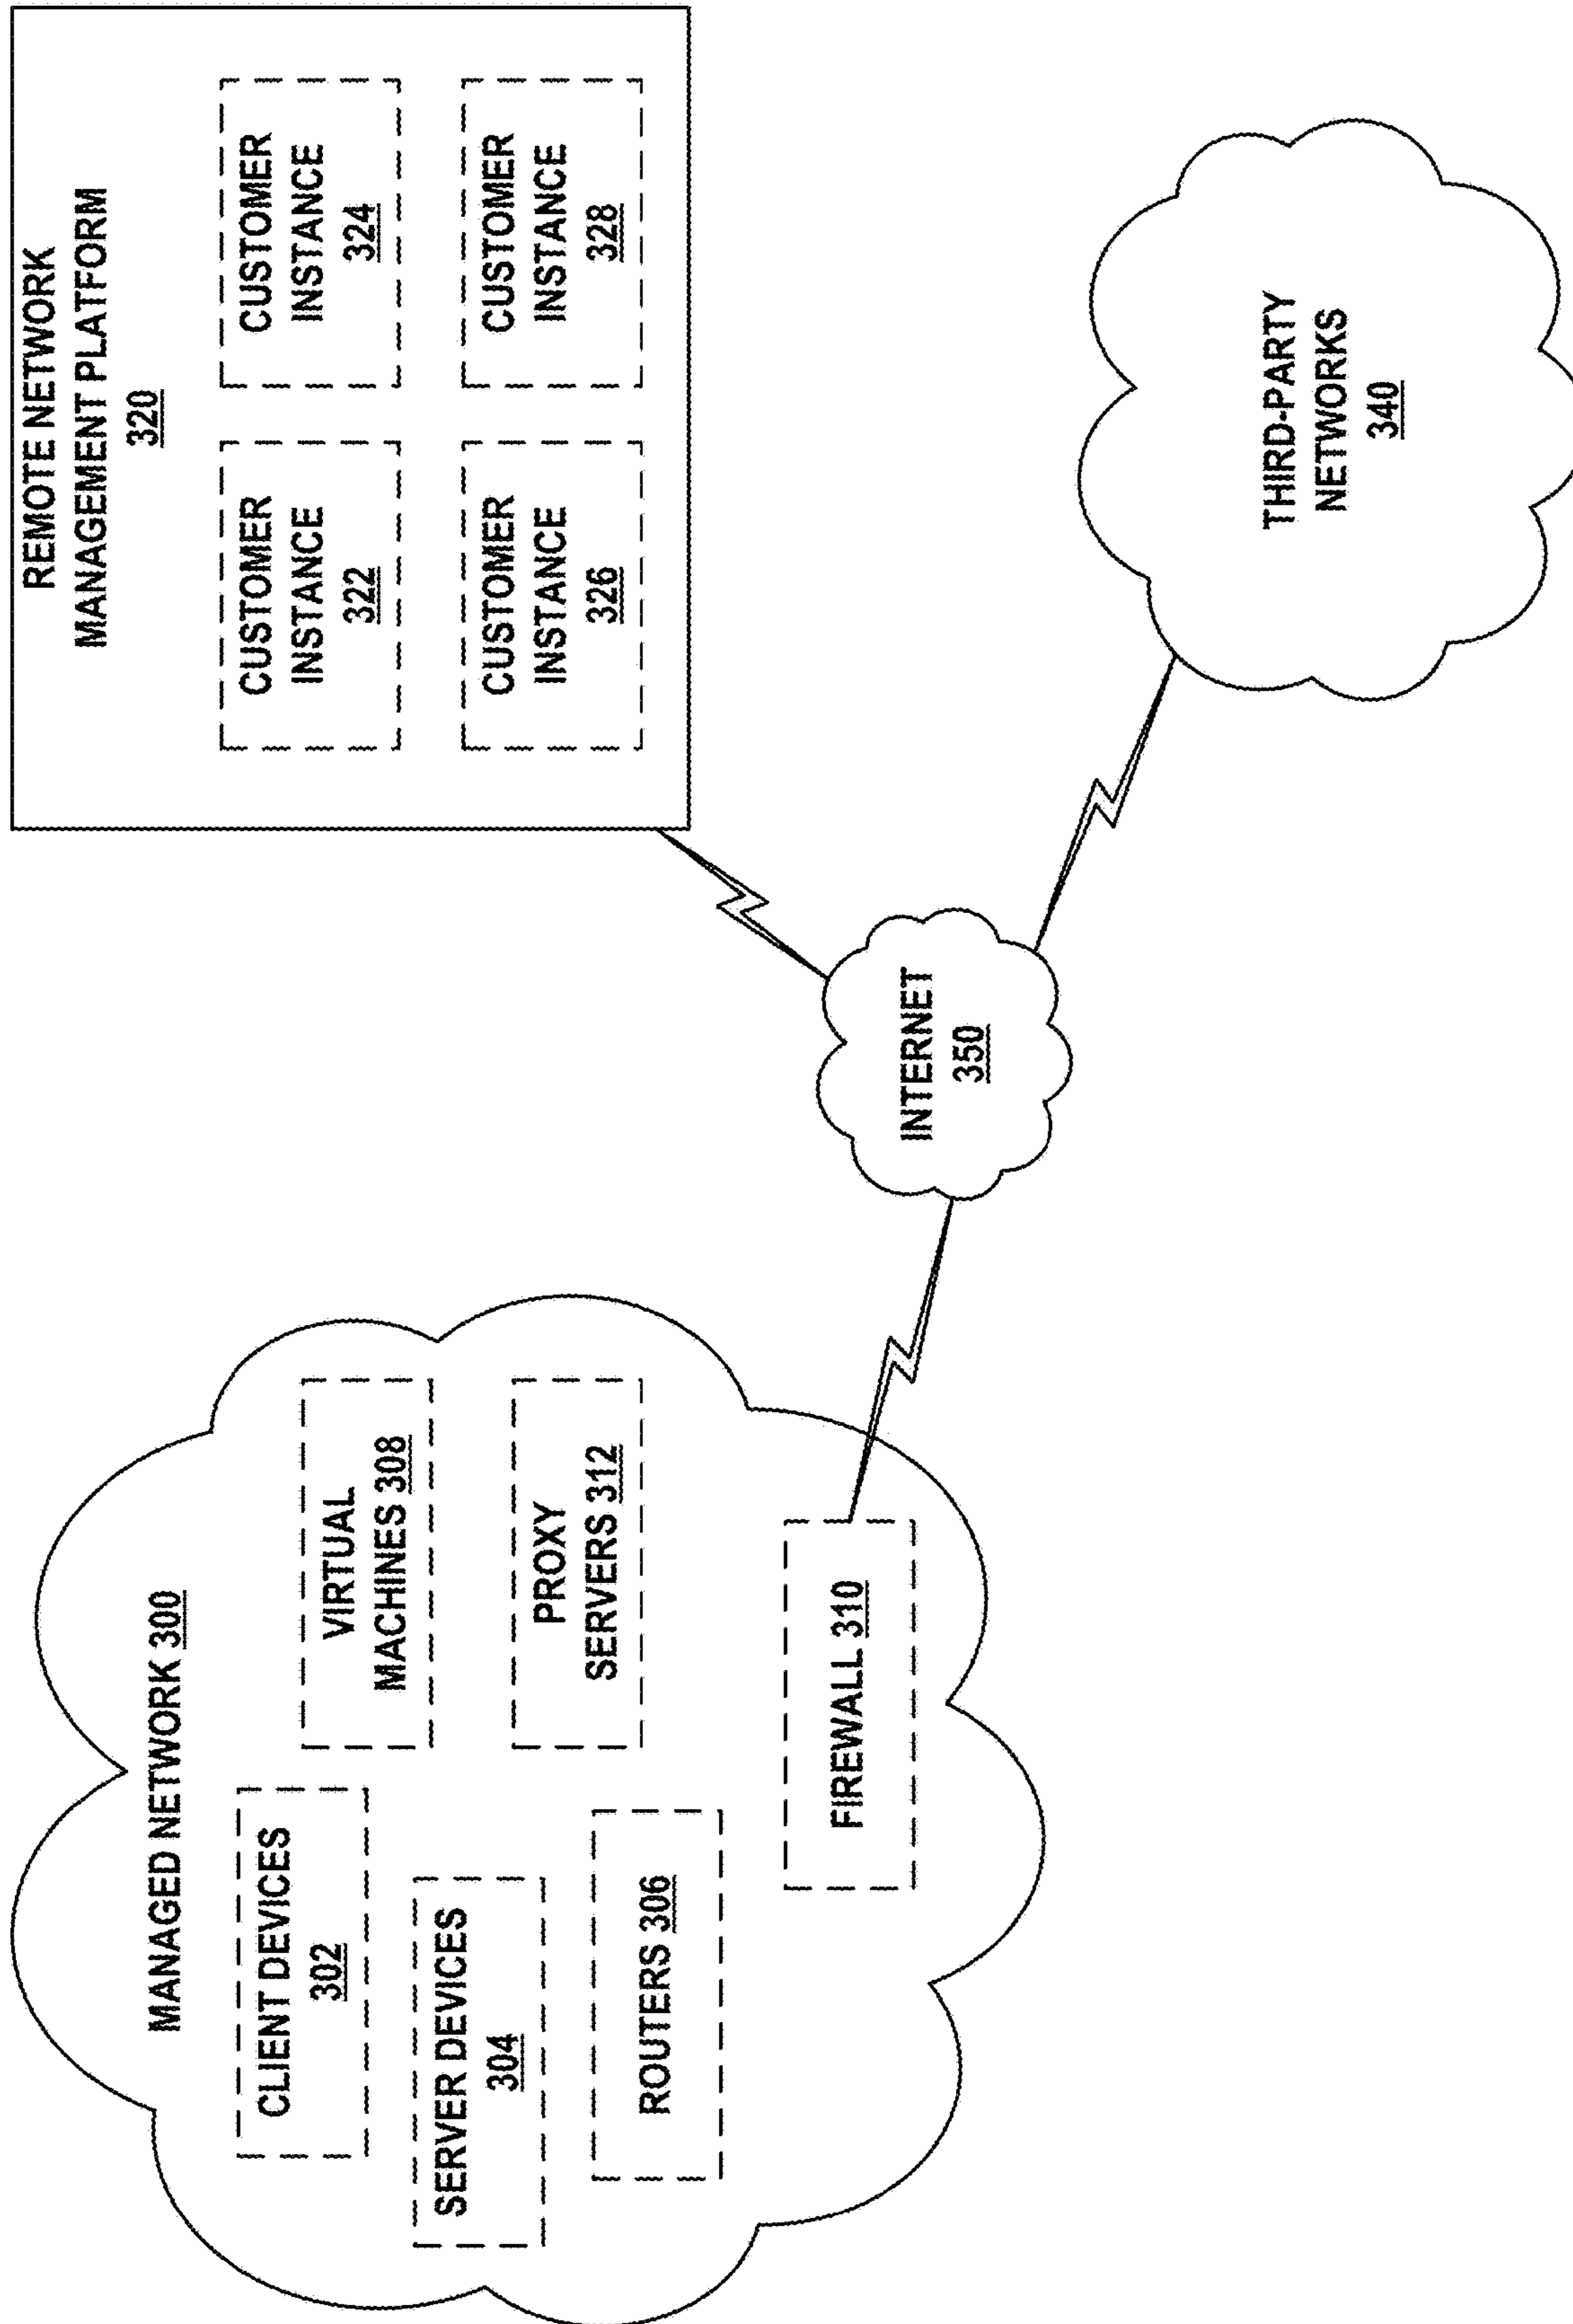 MANAGED NETWORK 300
CLIENT DEVICES
302
SERVER DEVICES
304
ROUTERS 306
VIRTUAL
MACHINES 308
PROXY
SERVERS 312
FIREWALL 310
INTERNET
350
REMOTE NETWORK
MANAGEMENT PLATFORM
320
CUSTOMER
INSTANCE
322
CUSTOMER
INSTANCE
324
CUSTOMER
INSTANCE
326
CUSTOMER
INSTANCE
328
THIRD-PARTY
NETWORKS
340